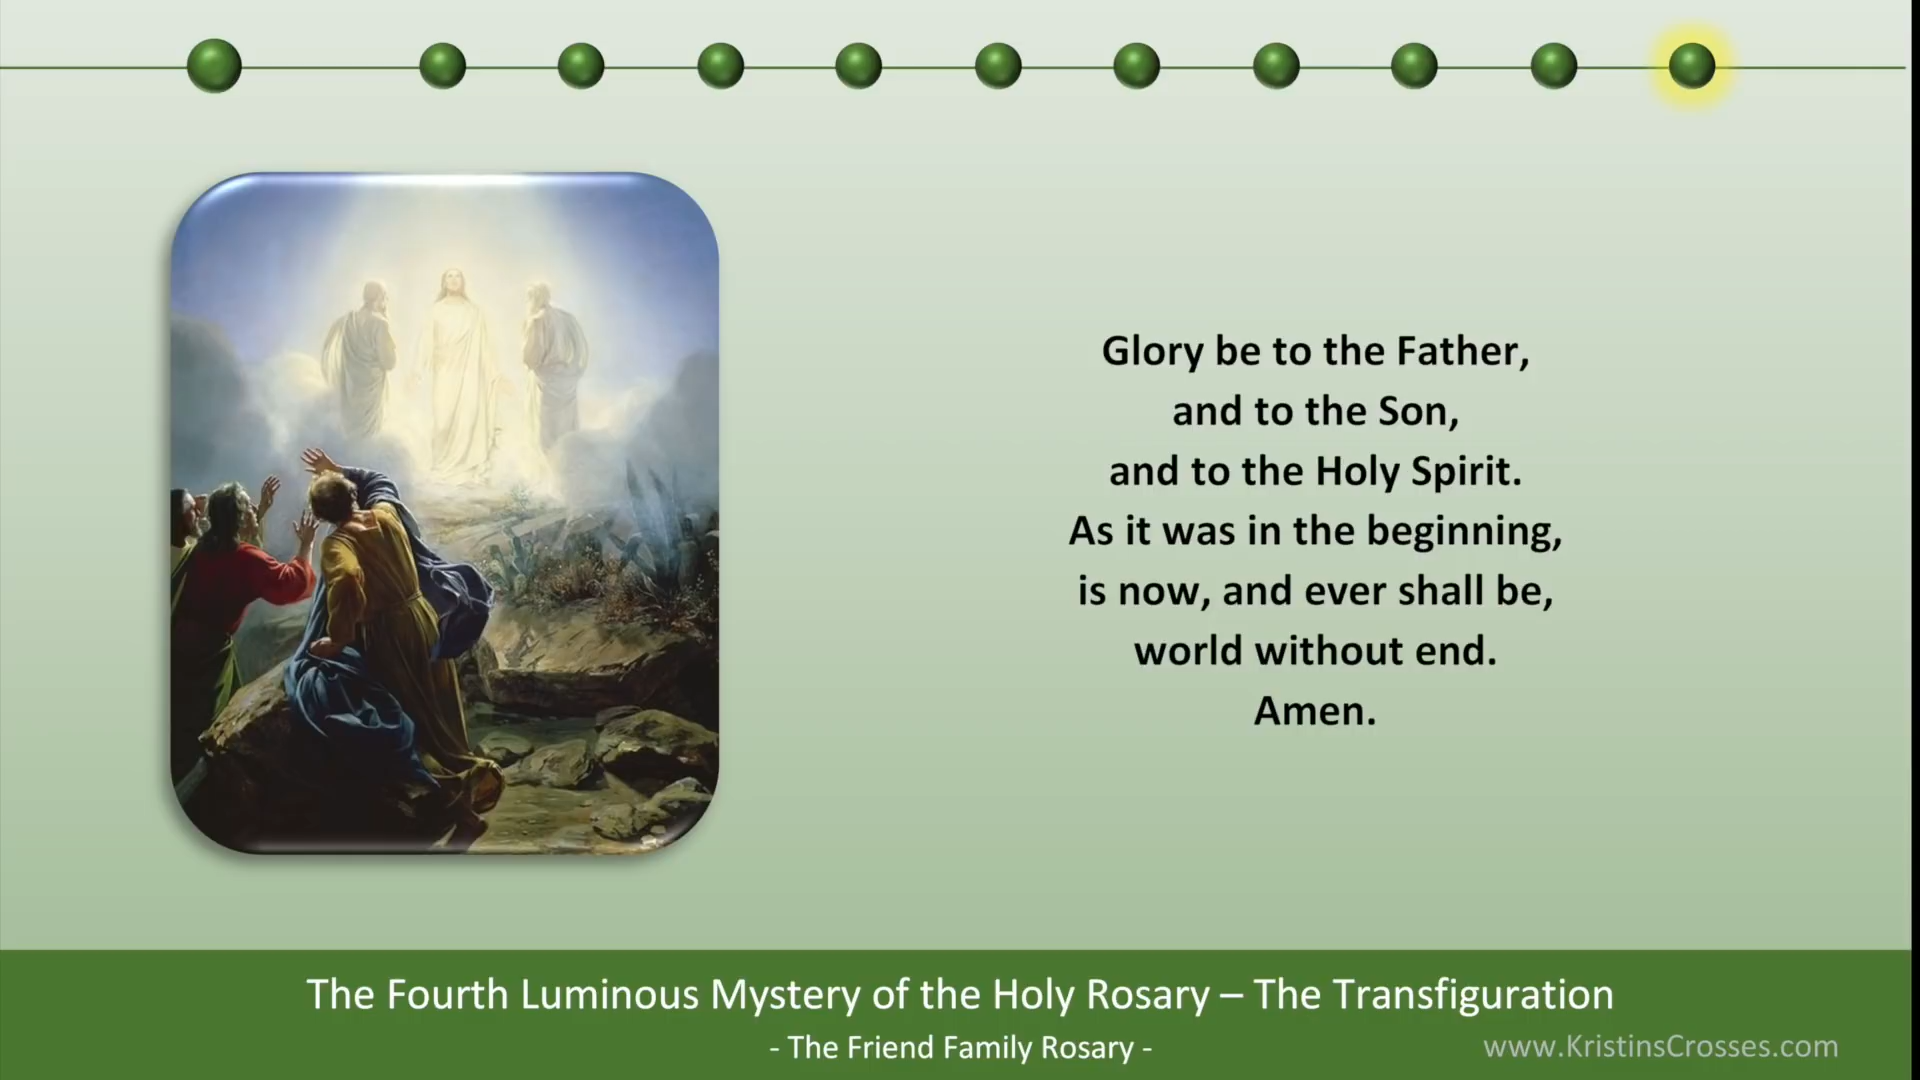 Glory be to the Father,
and to the Son,
and to the Holy Spirit.
As it was in the beginning,
is now, and ever shall be,
world without end.
Amen.
The Fourth Luminous Mystery of the Holy Rosary – The Transfiguration
- The Friend Family Rosary -
www.KristinsCrosses.com